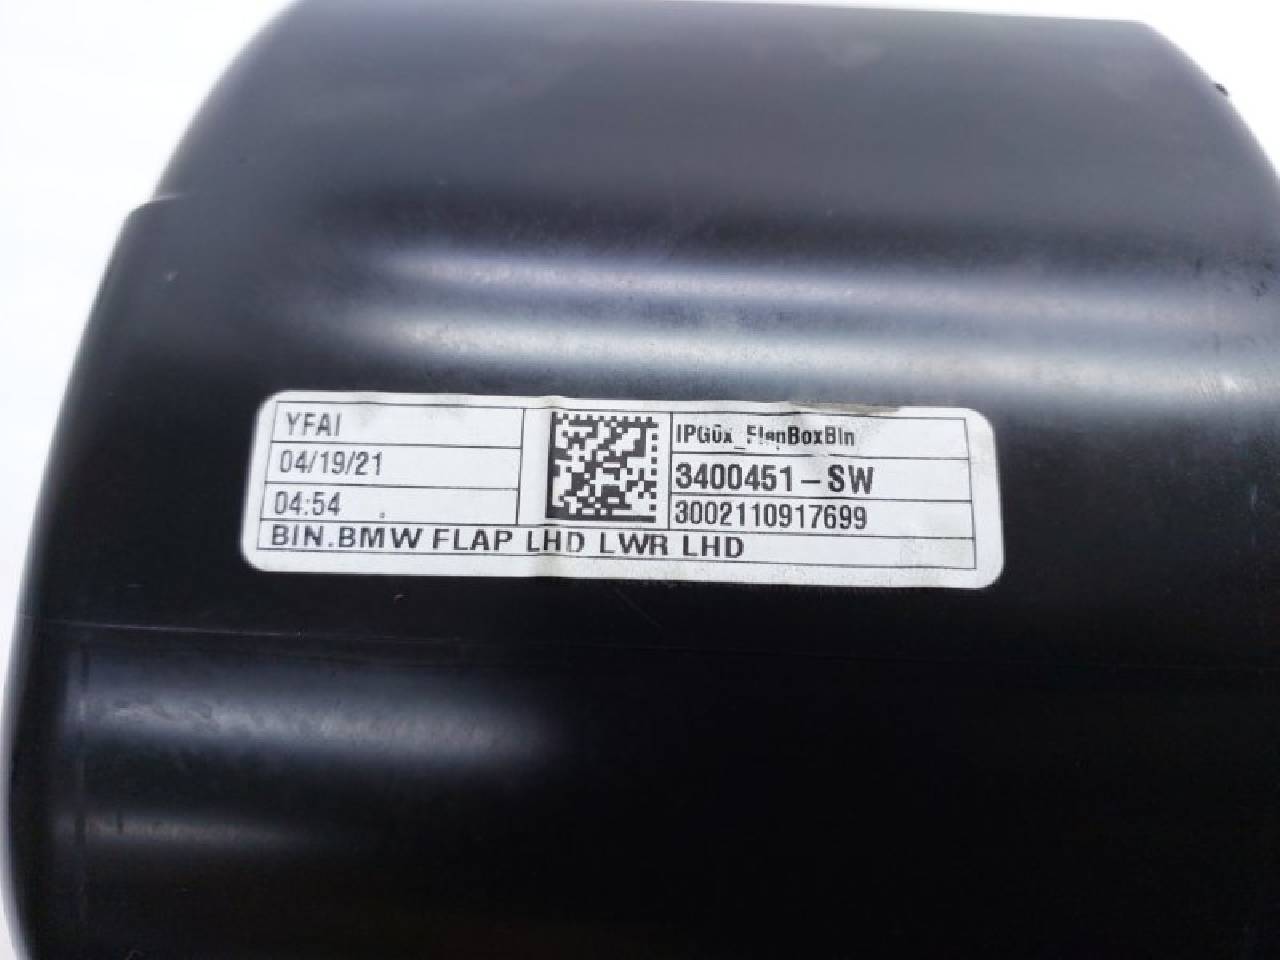 YFAI
04/19/21
04:54
IPG0x_FlapBoxBin
3400451-SW
3002110917699
BIN.BMW FLAP LHD LWR LHD